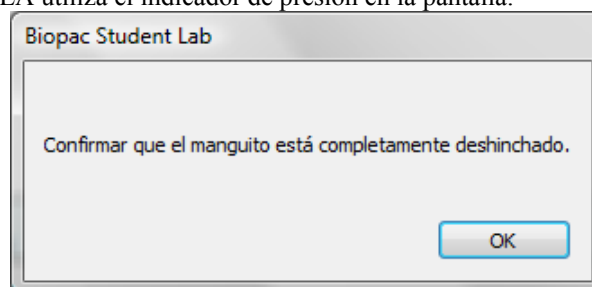 utiliza el indicador de presión en la pantalla.
Biopac Student Lab
Confirmar que el manguito está completamente deshinchado.
OK